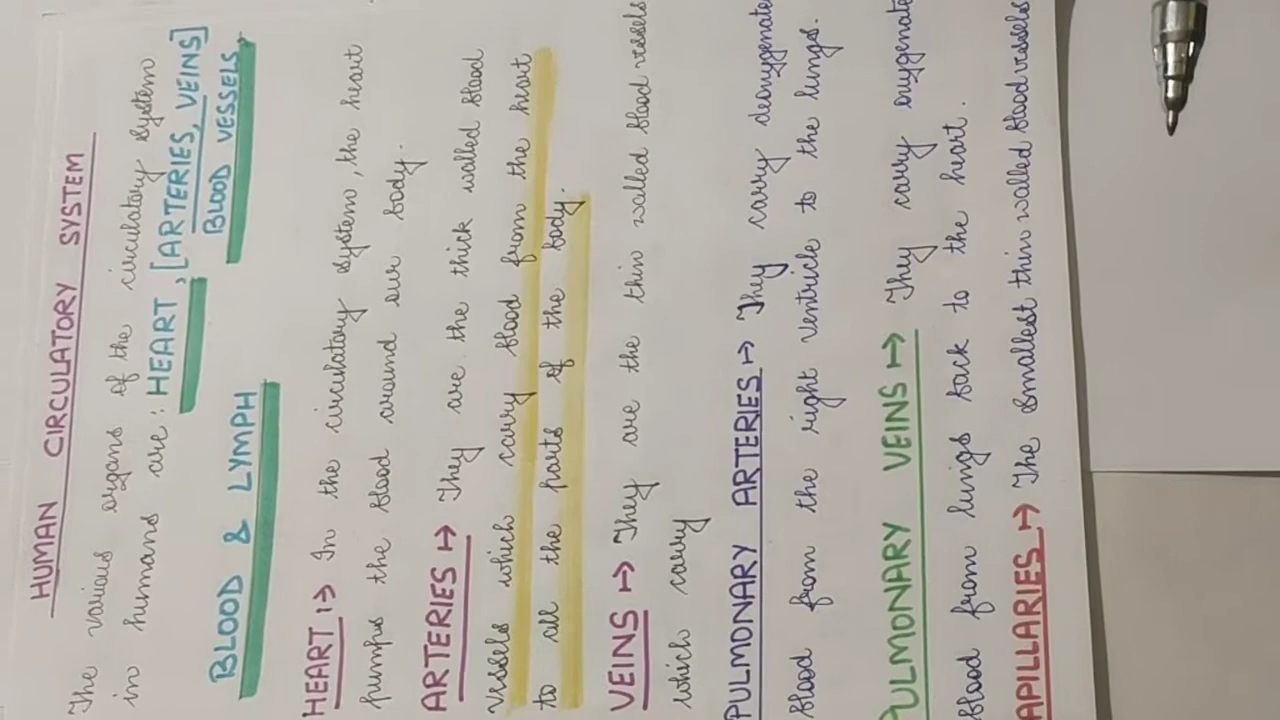 HUMAN CIRCULATORY SYSTEM
The various organs of the circulatory system
in humans are: HEART, [ARTERIES, VEINS]
BLOOD VESSELS,
BLOOD & LYMPH
HEART:→ In the circulatory system, the heart
pumps the blood around our body.
ARTERIES → They are the thick walled blood
vessels which carry blood from the heart
to all the parts of the body.
VEINS → They are the thin walled blood vessels
which carry
PULMONARY ARTERIES → They carry deoxygenate
blood from the right ventricle to the lungs.
PULMONARY VEINS → They carry oxygenate
blood from lungs back to the heart.
APILLARIES → The smallest thin walled blood vessels